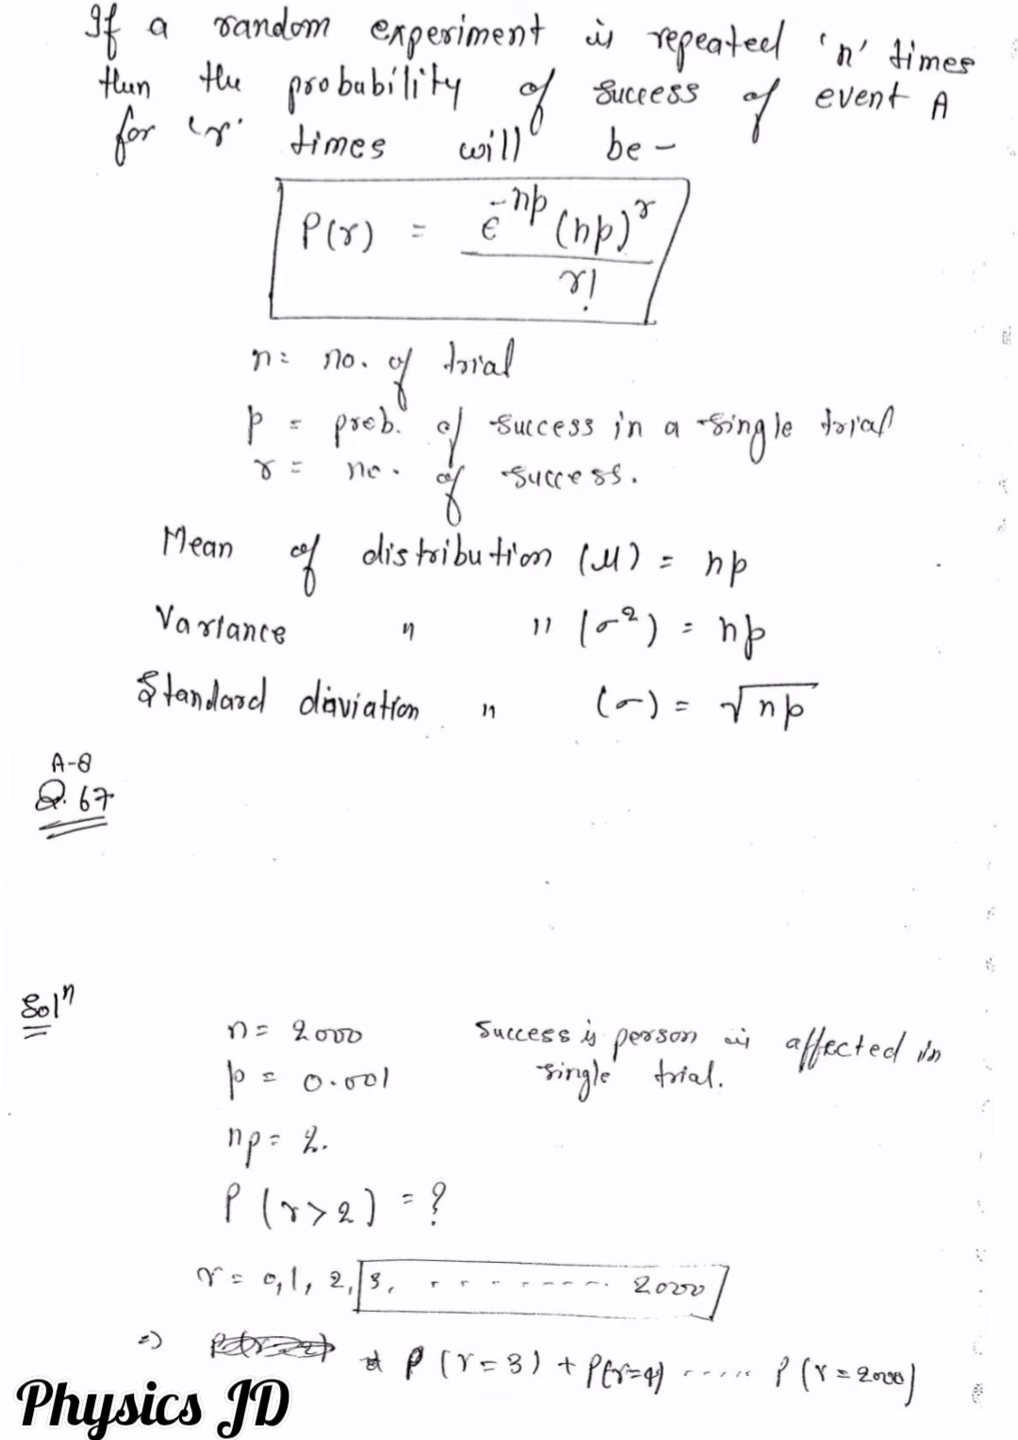 If a random experiment is repeated 'n' times
then the probability of success of event A
for 'r' times will be -
P(r) = e^-np (np)^r / r!
n = no. of trial
p = prob. of success in a single trial
r = no. of success.
Mean of distribution (μ) = np
Variance " " (σ²) = np
Standard diviation " (σ) = √np
A-8
Q. 67
Solⁿ
n = 2000 success is person is affected in
p = 0.001 single trial.
np = 2.
P (r > 2) = ?
r = 0, 1, 2, 3, ......... 2000
=> P (r = 3) + P(r=4) ..... P (r = 2000)
Physics JD